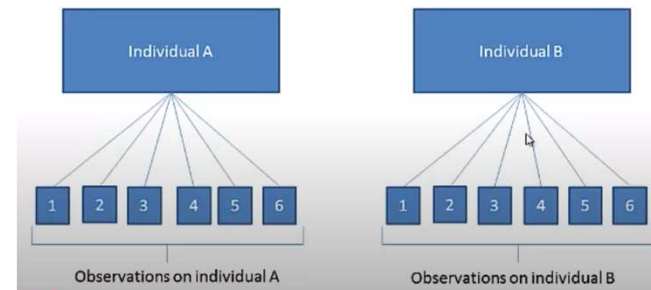 Individual A
Individual B
1 2 3 4 5 6
1 2 3 4 5 6
Observations on individual A
Observations on individual B